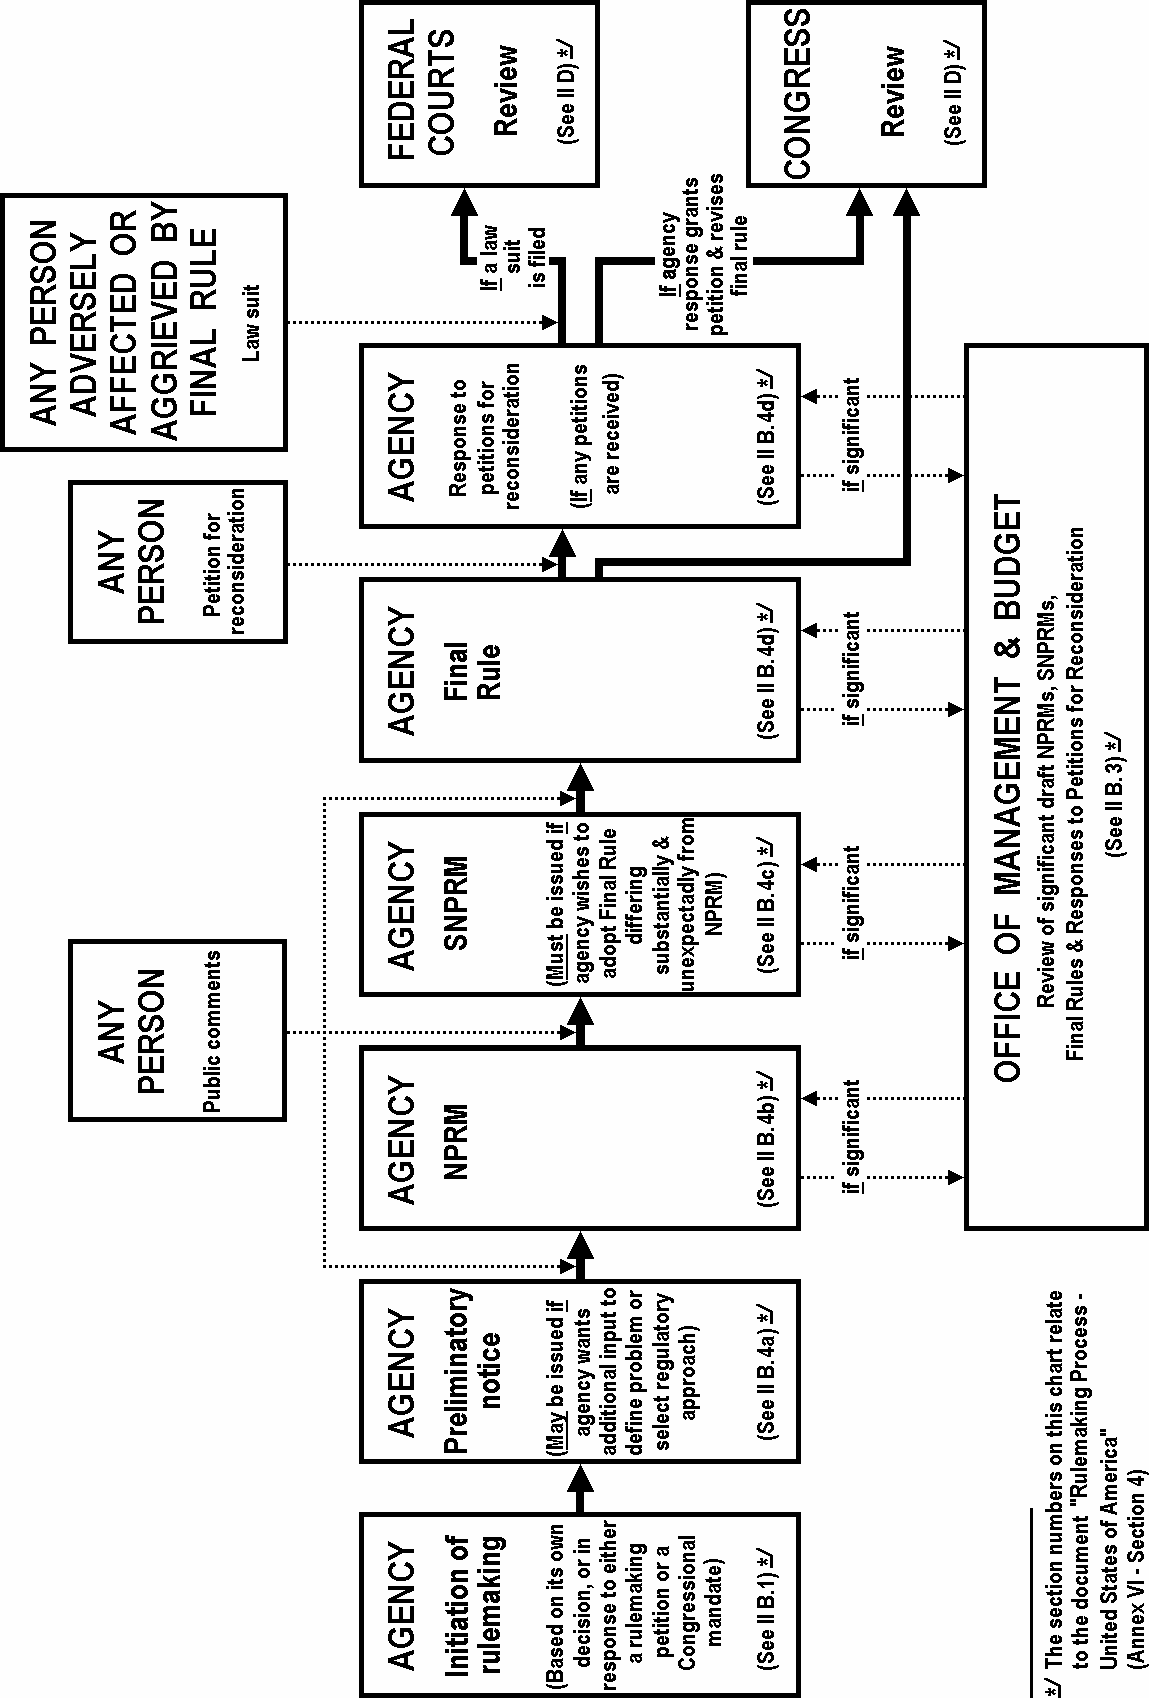 ANY PERSON
ADVERSELY
AFFECTED OR
AGGRIEVED BY
FINAL RULE
Law suit
ANY
PERSON
Petition for
reconsideration
ANY
PERSON
Public comments
AGENCY
Initiation of
rulemaking
(Based on its own
decision, or in
response to either
a rulemaking
petition or a
Congressional
mandate)
(See II B.1) */
AGENCY
Preliminatory
notice
(May be issued if
agency wants
additional input to
define problem or
select regulatory
approach)
(See II B.4a) */
AGENCY
NPRM
(See II B.4b) */
AGENCY
SNPRM
(Must be issued if
agency wishes to
adopt Final Rule
differing
substantially &
unexpectadly from
NPRM)
(See II B.4c) */
AGENCY
Final
Rule
(See II B.4d) */
AGENCY
Response to
petitions for
reconsideration
(If any petitions
are received)
(See II B.4d) */
If a law
suit
is filed
If agency
response grants
petition & revises
final rule
FEDERAL
COURTS
Review
(See II D) */
CONGRESS
Review
(See II D) */
if significant
if significant
if significant
if significant
OFFICE OF MANAGEMENT & BUDGET
Review of significant draft NPRMs, SNPRMs,
Final Rules & Responses to Petitions for Reconsideration
(See II B.3) */
*/ The section numbers on this chart relate
to the document "Rulemaking Process -
United States of America"
(Annex VI - Section 4)